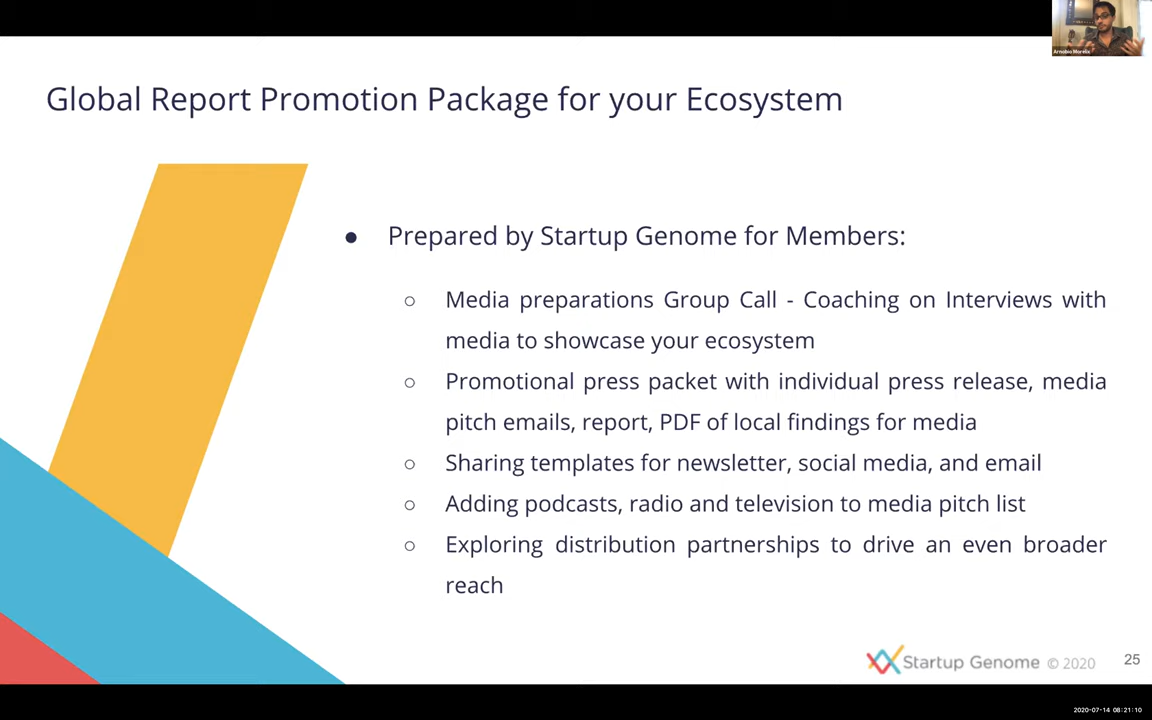 Arnobio Morelix
Global Report Promotion Package for your Ecosystem
● Prepared by Startup Genome for Members:
○ Media preparations Group Call - Coaching on Interviews with
media to showcase your ecosystem
○ Promotional press packet with individual press release, media
pitch emails, report, PDF of local findings for media
○ Sharing templates for newsletter, social media, and email
○ Adding podcasts, radio and television to media pitch list
○ Exploring distribution partnerships to drive an even broader
reach
Startup Genome © 2020
25
2020-07-14 08:21:10